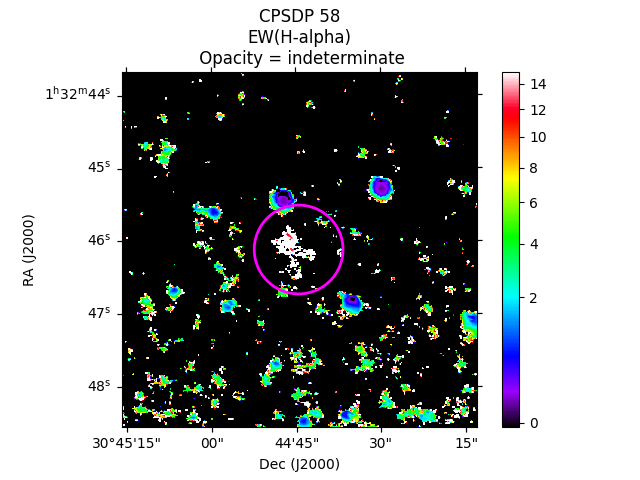 CPSDP 58
EW(H-alpha)
Opacity = indeterminate
1ʰ32ᵐ44ˢ
45ˢ
46ˢ
47ˢ
48ˢ
RA (J2000)
30°45'15"
00"
44'45"
30"
15"
Dec (J2000)
14
12
10
8
6
4
2
0